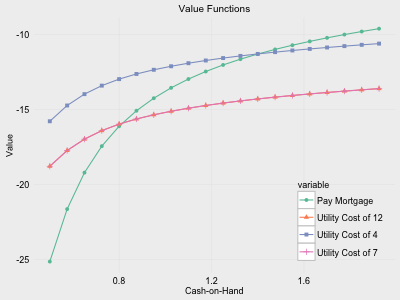 Value Functions
-10
-15
-20
-25
Value
0.8
1.2
1.6
Cash-on-Hand
variable
Pay Mortgage
Utility Cost of 12
Utility Cost of 4
Utility Cost of 7